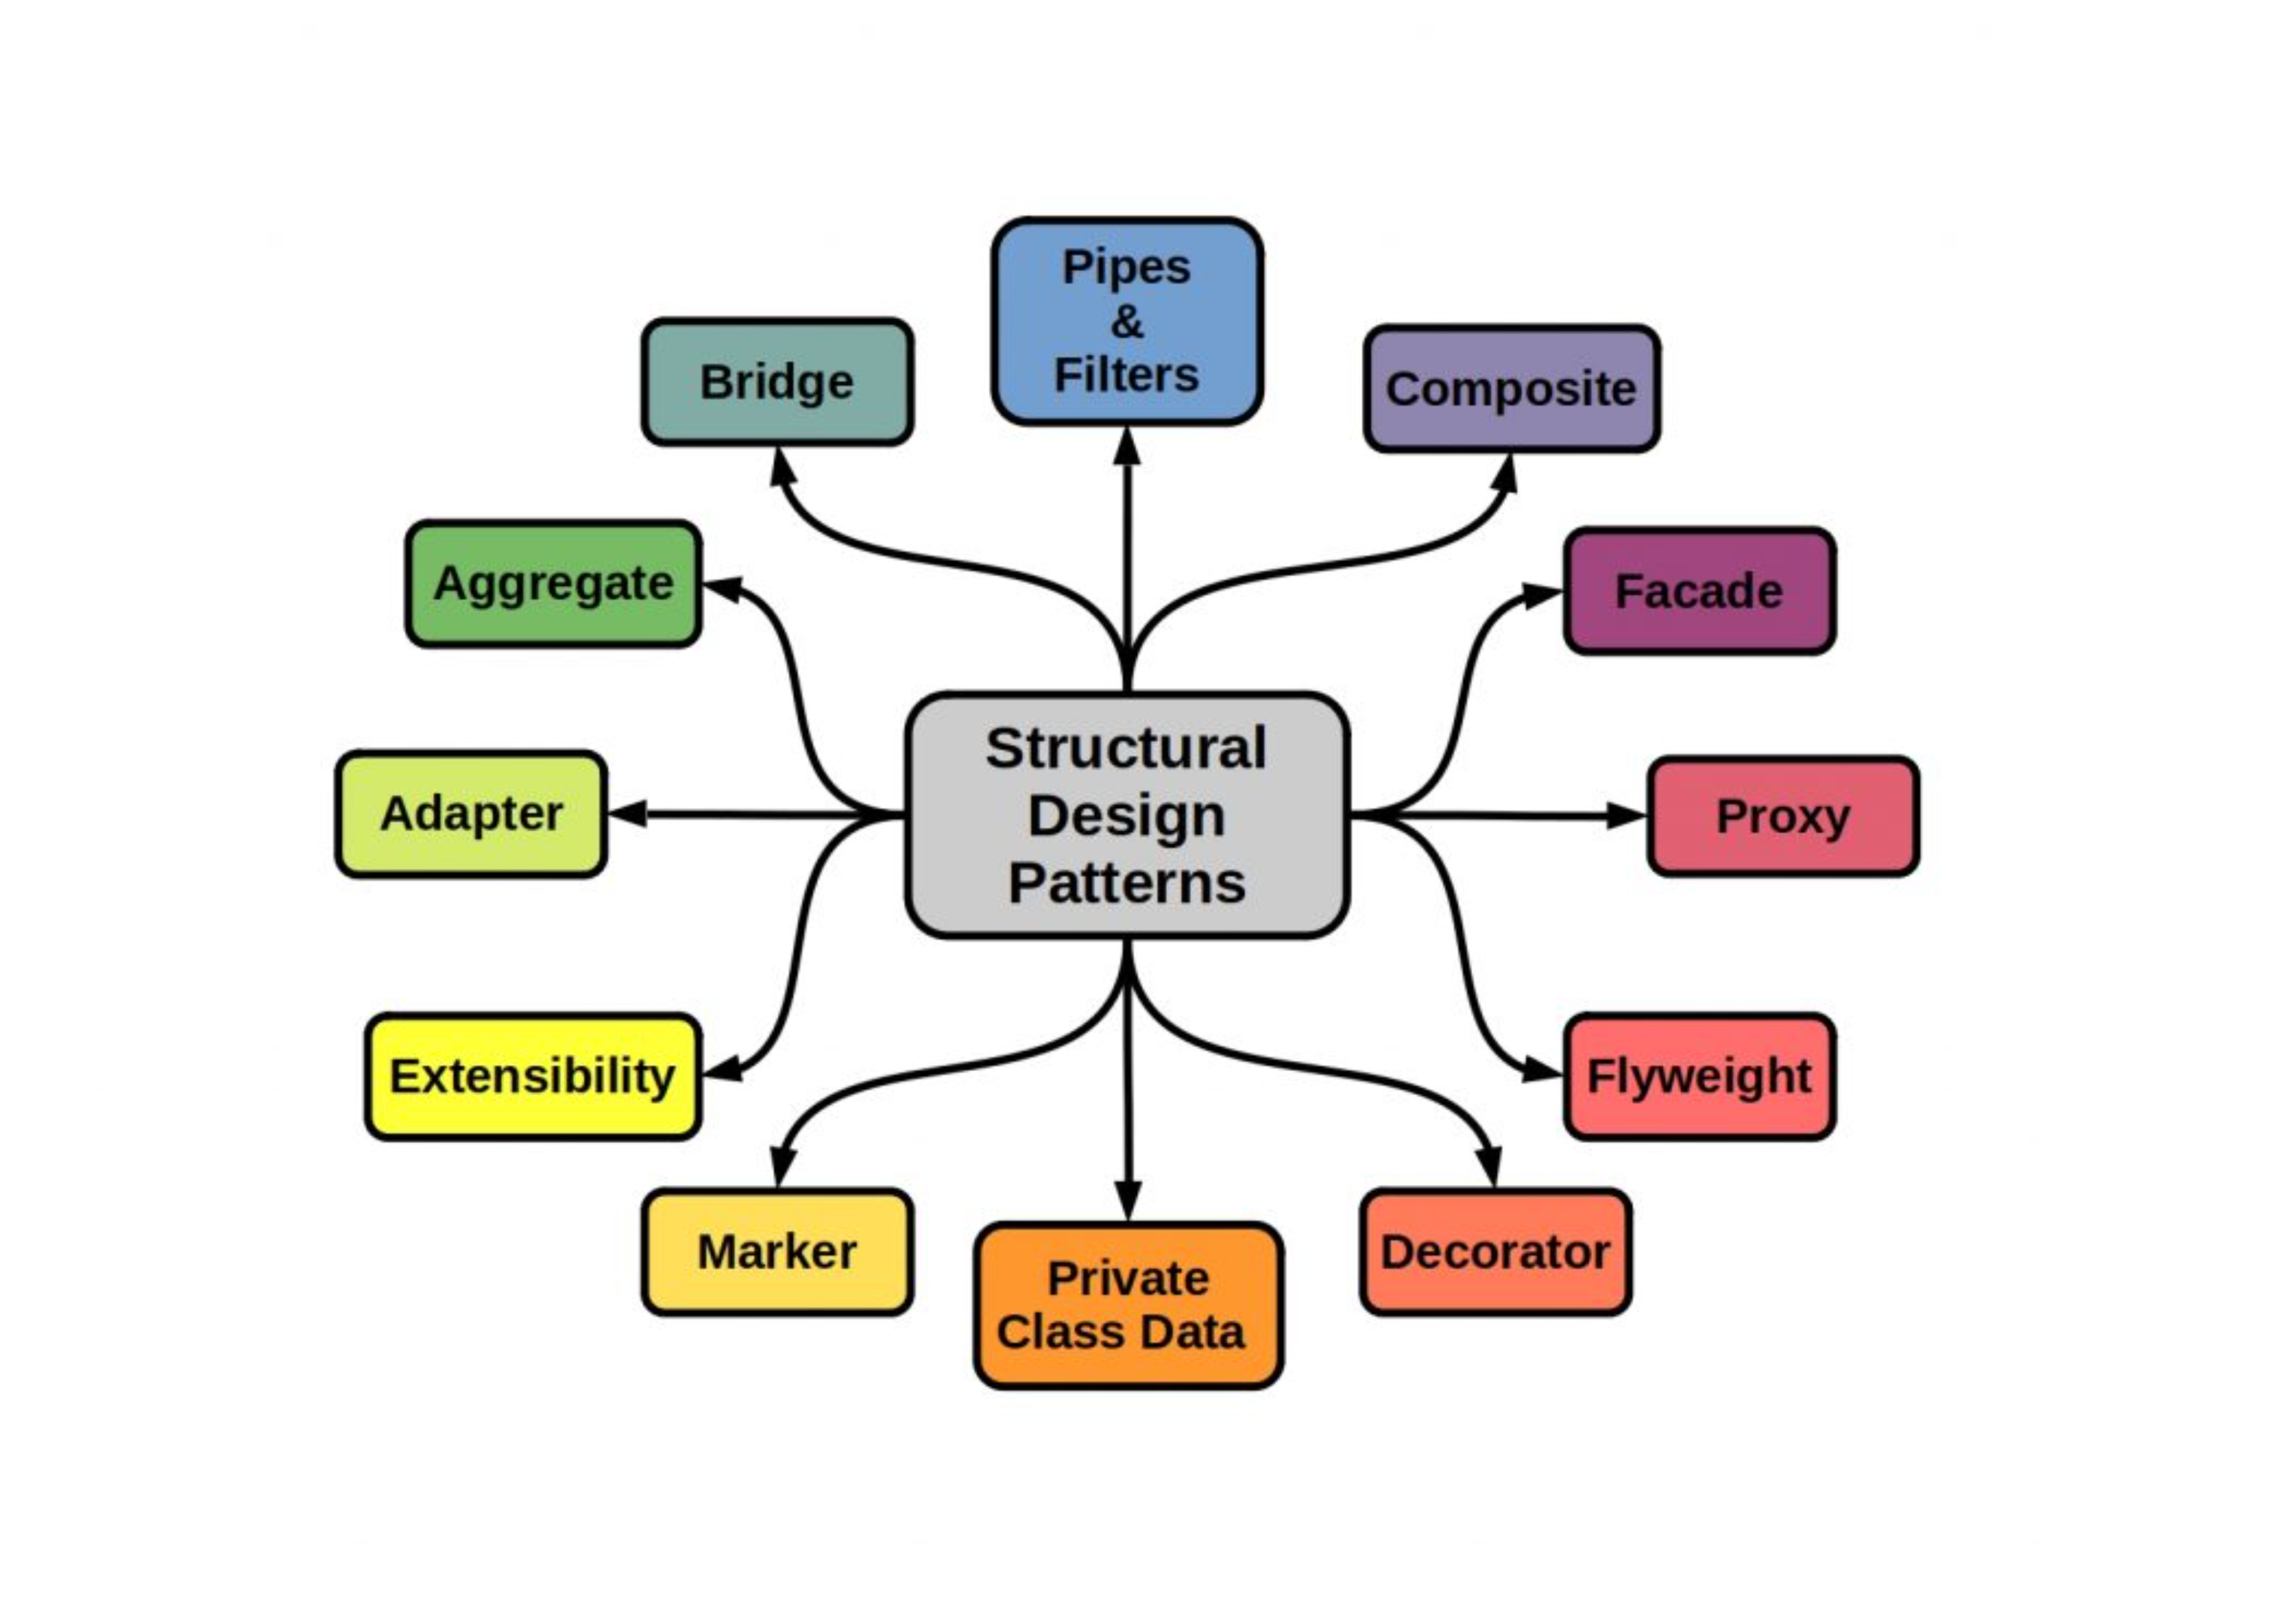 Pipes
&
Filters
Bridge
Composite
Aggregate
Facade
Structural
Design
Patterns
Adapter
Proxy
Extensibility
Flyweight
Marker
Private
Class Data
Decorator